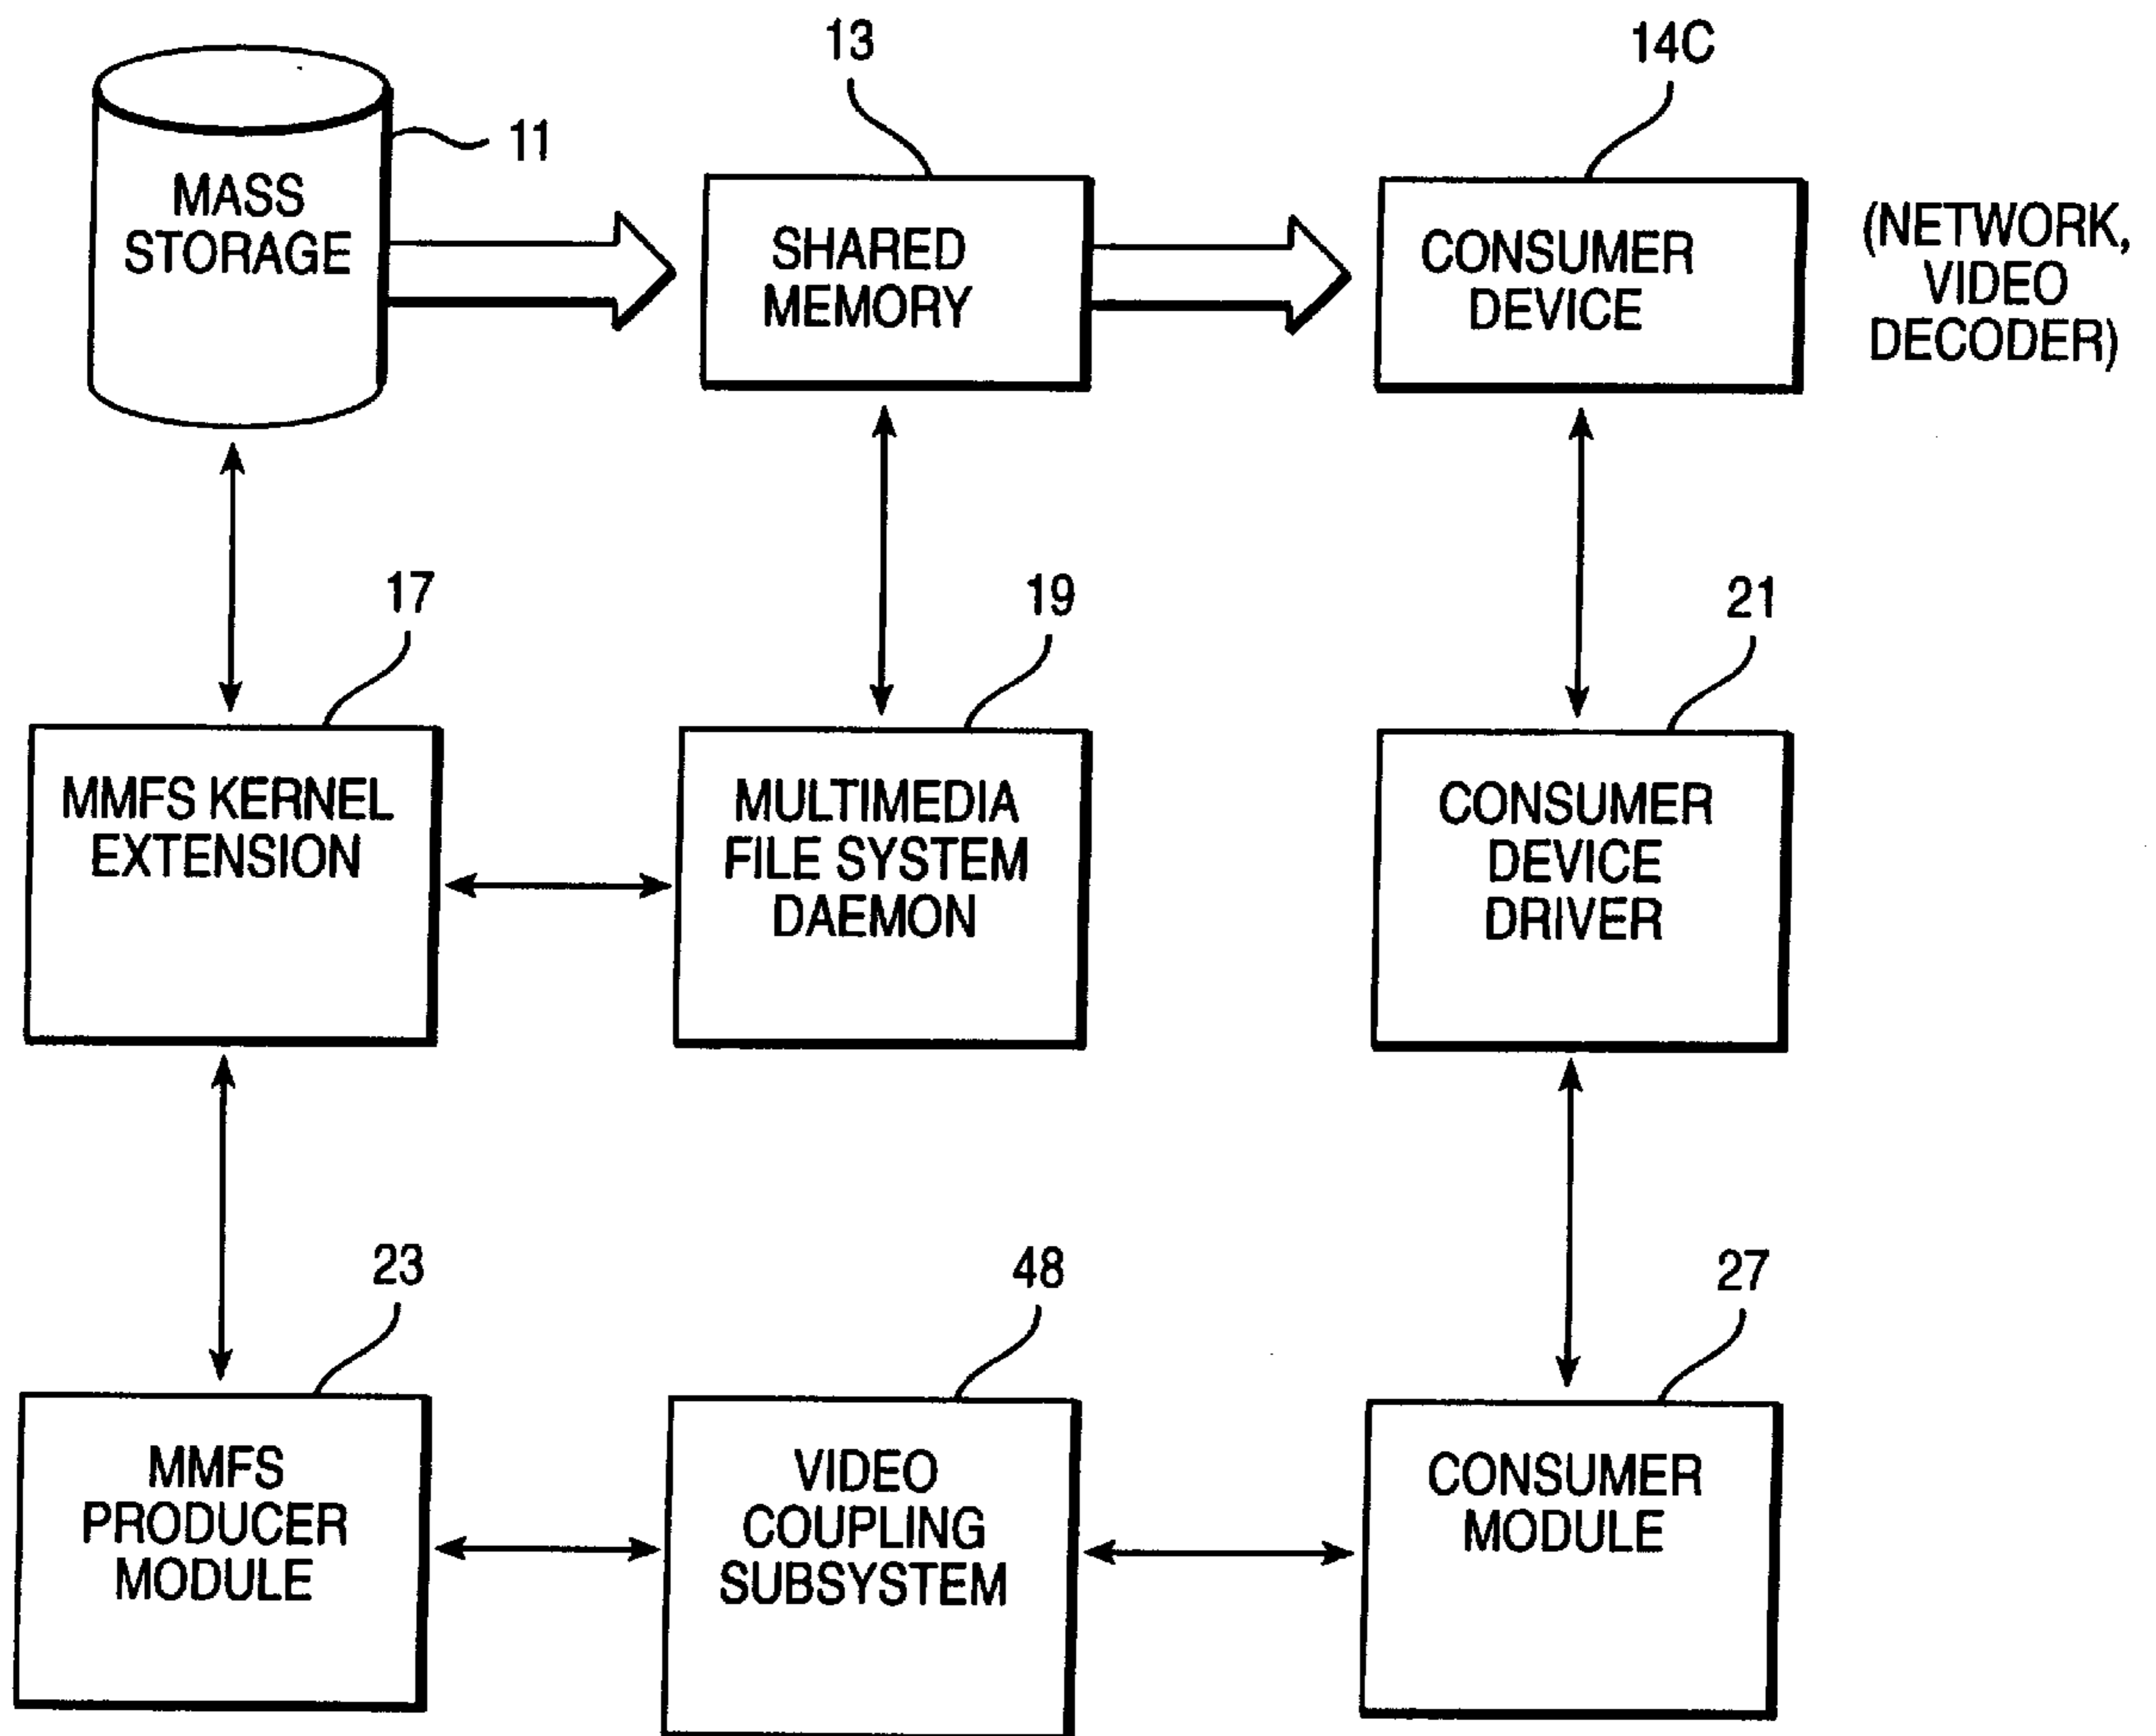 13
14C
11
MASS
STORAGE
SHARED
MEMORY
CONSUMER
DEVICE
(NETWORK,
VIDEO
DECODER)
17
19
21
MMFS KERNEL
EXTENSION
MULTIMEDIA
FILE SYSTEM
DAEMON
CONSUMER
DEVICE
DRIVER
23
48
27
MMFS
PRODUCER
MODULE
VIDEO
COUPLING
SUBSYSTEM
CONSUMER
MODULE